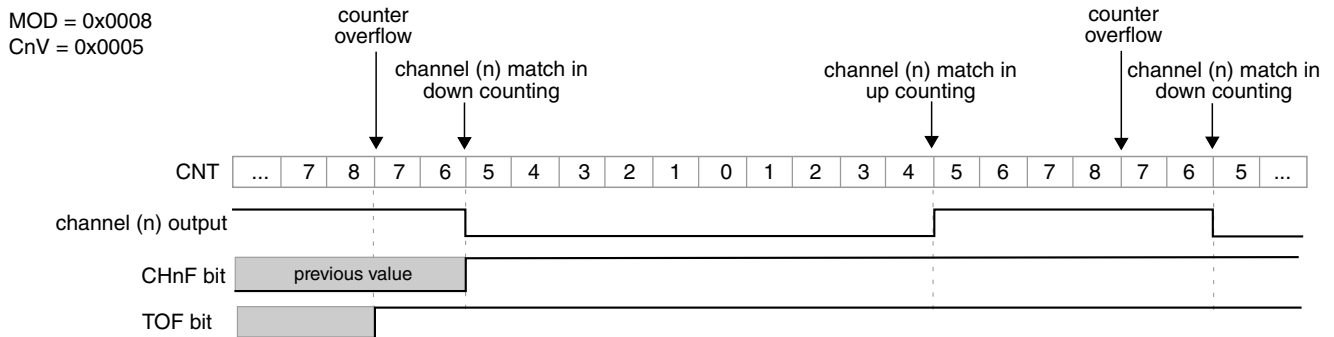 MOD = 0x0008
CnV = 0x0005
counter
overflow
channel (n) match in
down counting
channel (n) match in
up counting
counter
overflow
channel (n) match in
down counting
CNT ... 7 8 7 6 5 4 3 2 1 0 1 2 3 4 5 6 7 8 7 6 5 ...
channel (n) output
CHnF bit previous value
TOF bit